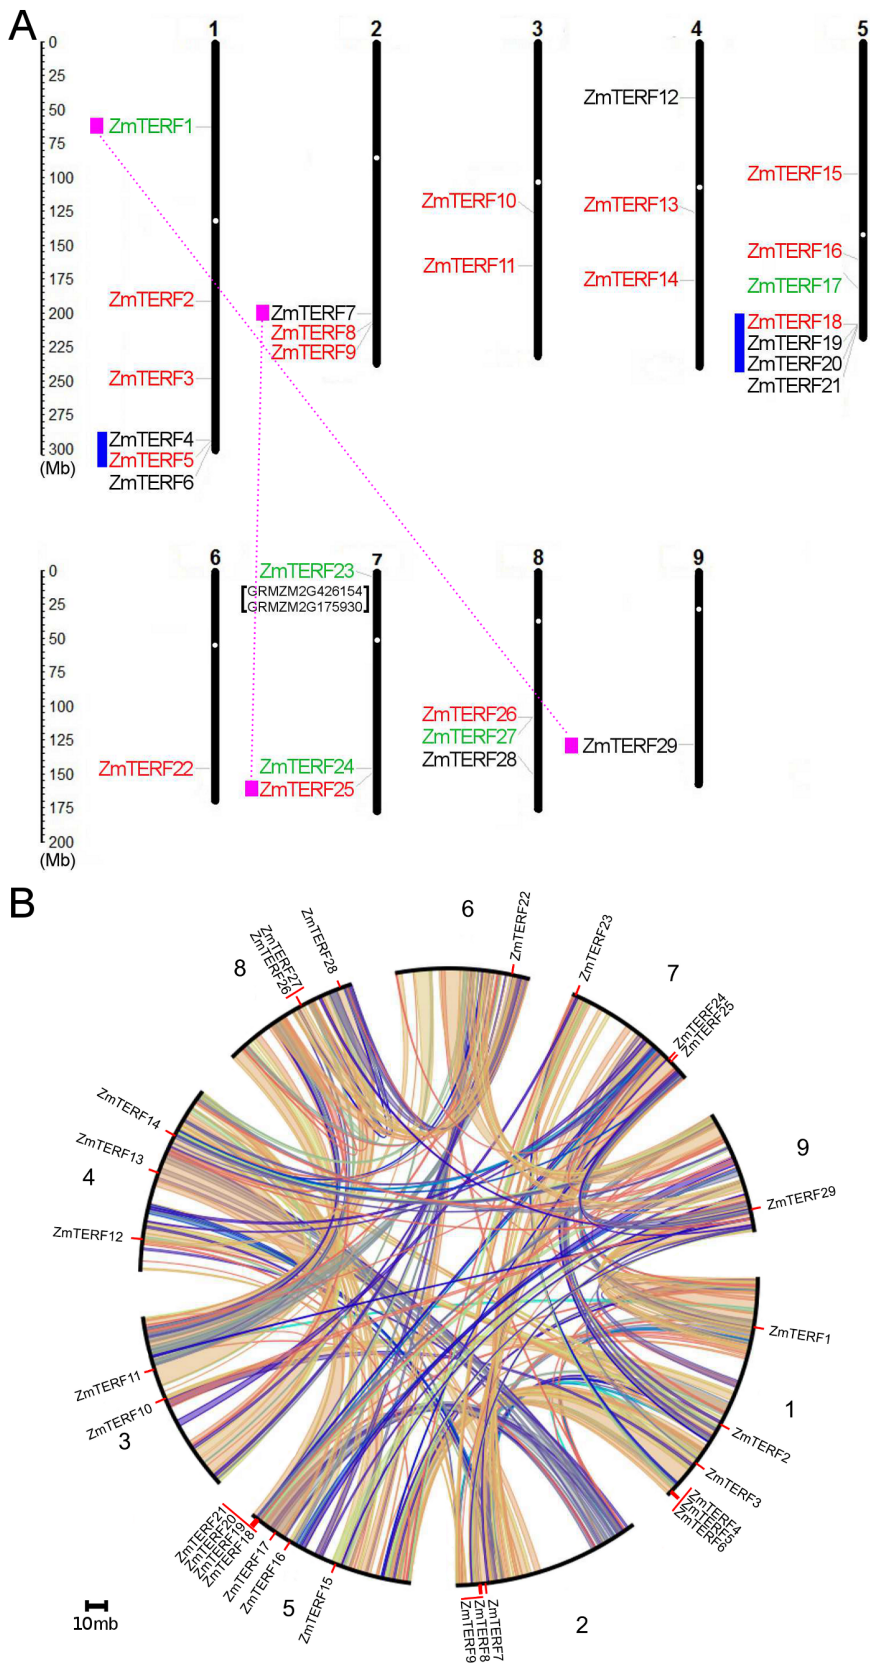 A
1
2
3
4
5
0
25
50
75
100
125
150
175
200
225
250
275
300
(Mb)
ZmTERF1
ZmTERF2
ZmTERF3
ZmTERF4
ZmTERF5
ZmTERF6
ZmTERF7
ZmTERF8
ZmTERF9
ZmTERF10
ZmTERF11
ZmTERF12
ZmTERF13
ZmTERF14
ZmTERF15
ZmTERF16
ZmTERF17
ZmTERF18
ZmTERF19
ZmTERF20
ZmTERF21
6
7
8
9
0
25
50
75
100
125
150
175
200
(Mb)
ZmTERF22
ZmTERF23
[GRMZM2G426154
GRMZM2G175930]
ZmTERF24
ZmTERF25
ZmTERF26
ZmTERF27
ZmTERF28
ZmTERF29
B
6
ZmTERF22
ZmTERF23
7
ZmTERF24
ZmTERF25
9
ZmTERF29
ZmTERF1
1
ZmTERF2
ZmTERF3
ZmTERF4
ZmTERF5
ZmTERF6
2
ZmTERF7
ZmTERF8
ZmTERF9
5
ZmTERF15
ZmTERF16
ZmTERF17
ZmTERF18
ZmTERF19
ZmTERF20
ZmTERF21
3
ZmTERF10
ZmTERF11
4
ZmTERF12
ZmTERF13
ZmTERF14
8
ZmTERF26
ZmTERF27
ZmTERF28
10mb